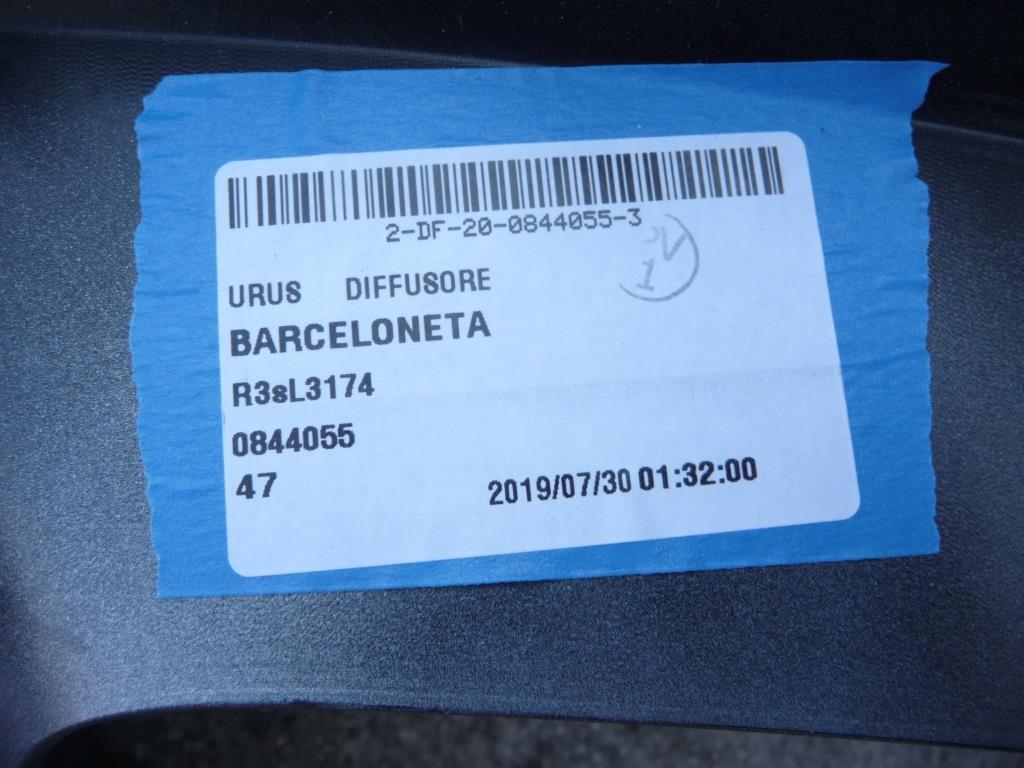 2-DF-20-0844055-3
URUS DIFFUSORE
BARCELONETA
R3sL3174
0844055
47 2019/07/30 01:32:00